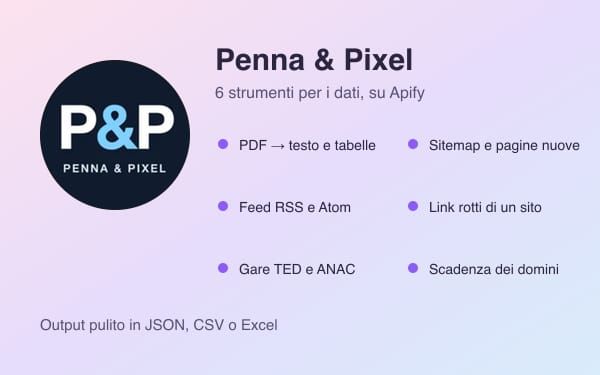 P&P
PENNA & PIXEL
Penna & Pixel
6 strumenti per i dati, su Apify
PDF → testo e tabelle
Sitemap e pagine nuove
Feed RSS e Atom
Link rotti di un sito
Gare TED e ANAC
Scadenza dei domini
Output pulito in JSON, CSV o Excel